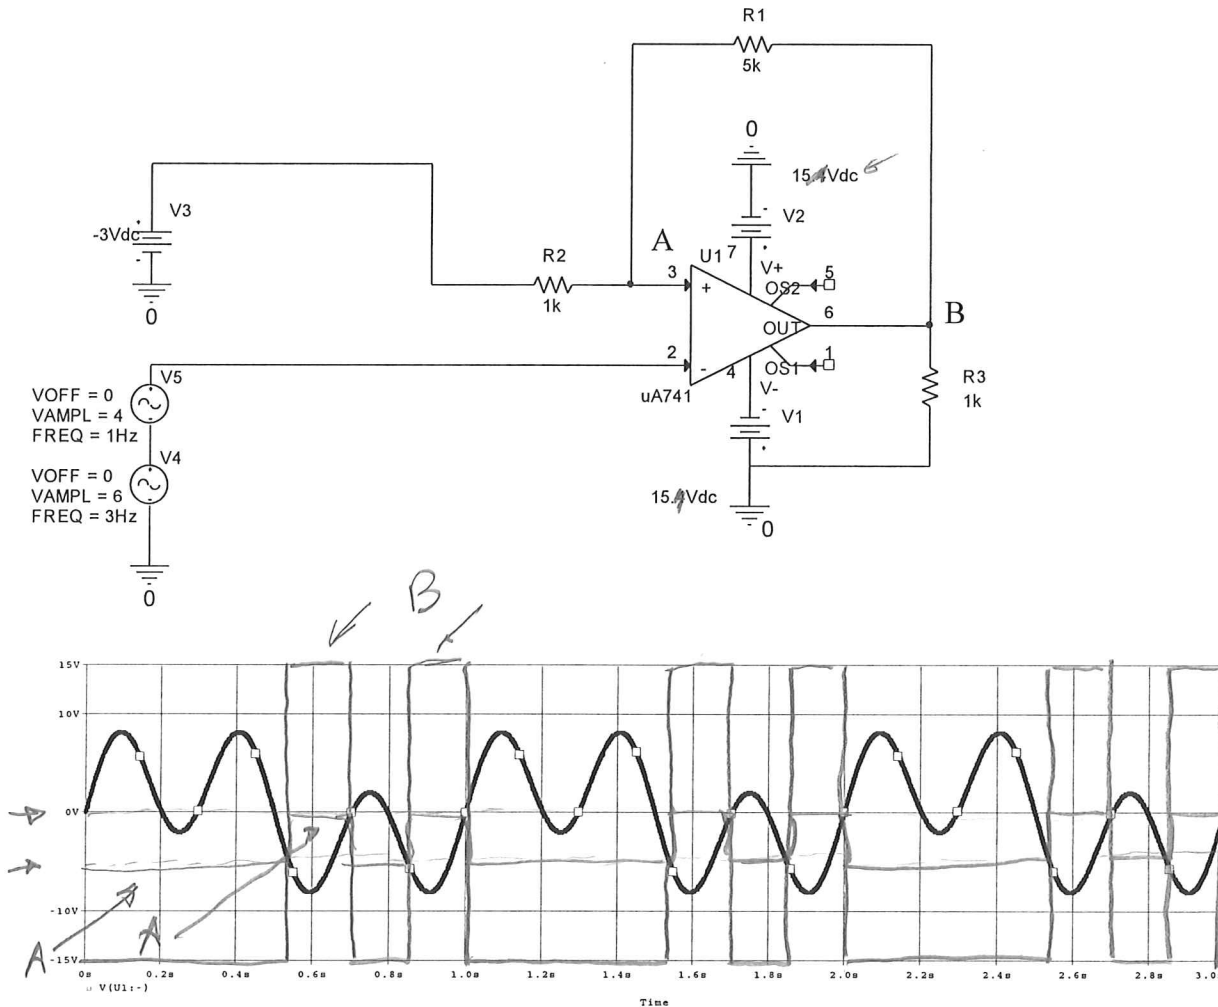 R1
5k
0
15.4Vdc
V3
-3Vdc
V2
A
R2
1k
U1
7
V+
5
OS2
3
+
0
6
OUT
B
2
-
4
1
OS1
V-
uA741
V5
VOFF = 0
VAMPL = 4
FREQ = 1Hz
V1
R3
1k
V4
VOFF = 0
VAMPL = 6
FREQ = 3Hz
15.4Vdc
0
0
B
15V
10V
0V
-10V
-15V
A
A
0s 0.2s 0.4s 0.6s 0.8s 1.0s 1.2s 1.4s 1.6s 1.8s 2.0s 2.2s 2.4s 2.6s 2.8s 3.0
V(U1:-)
Time